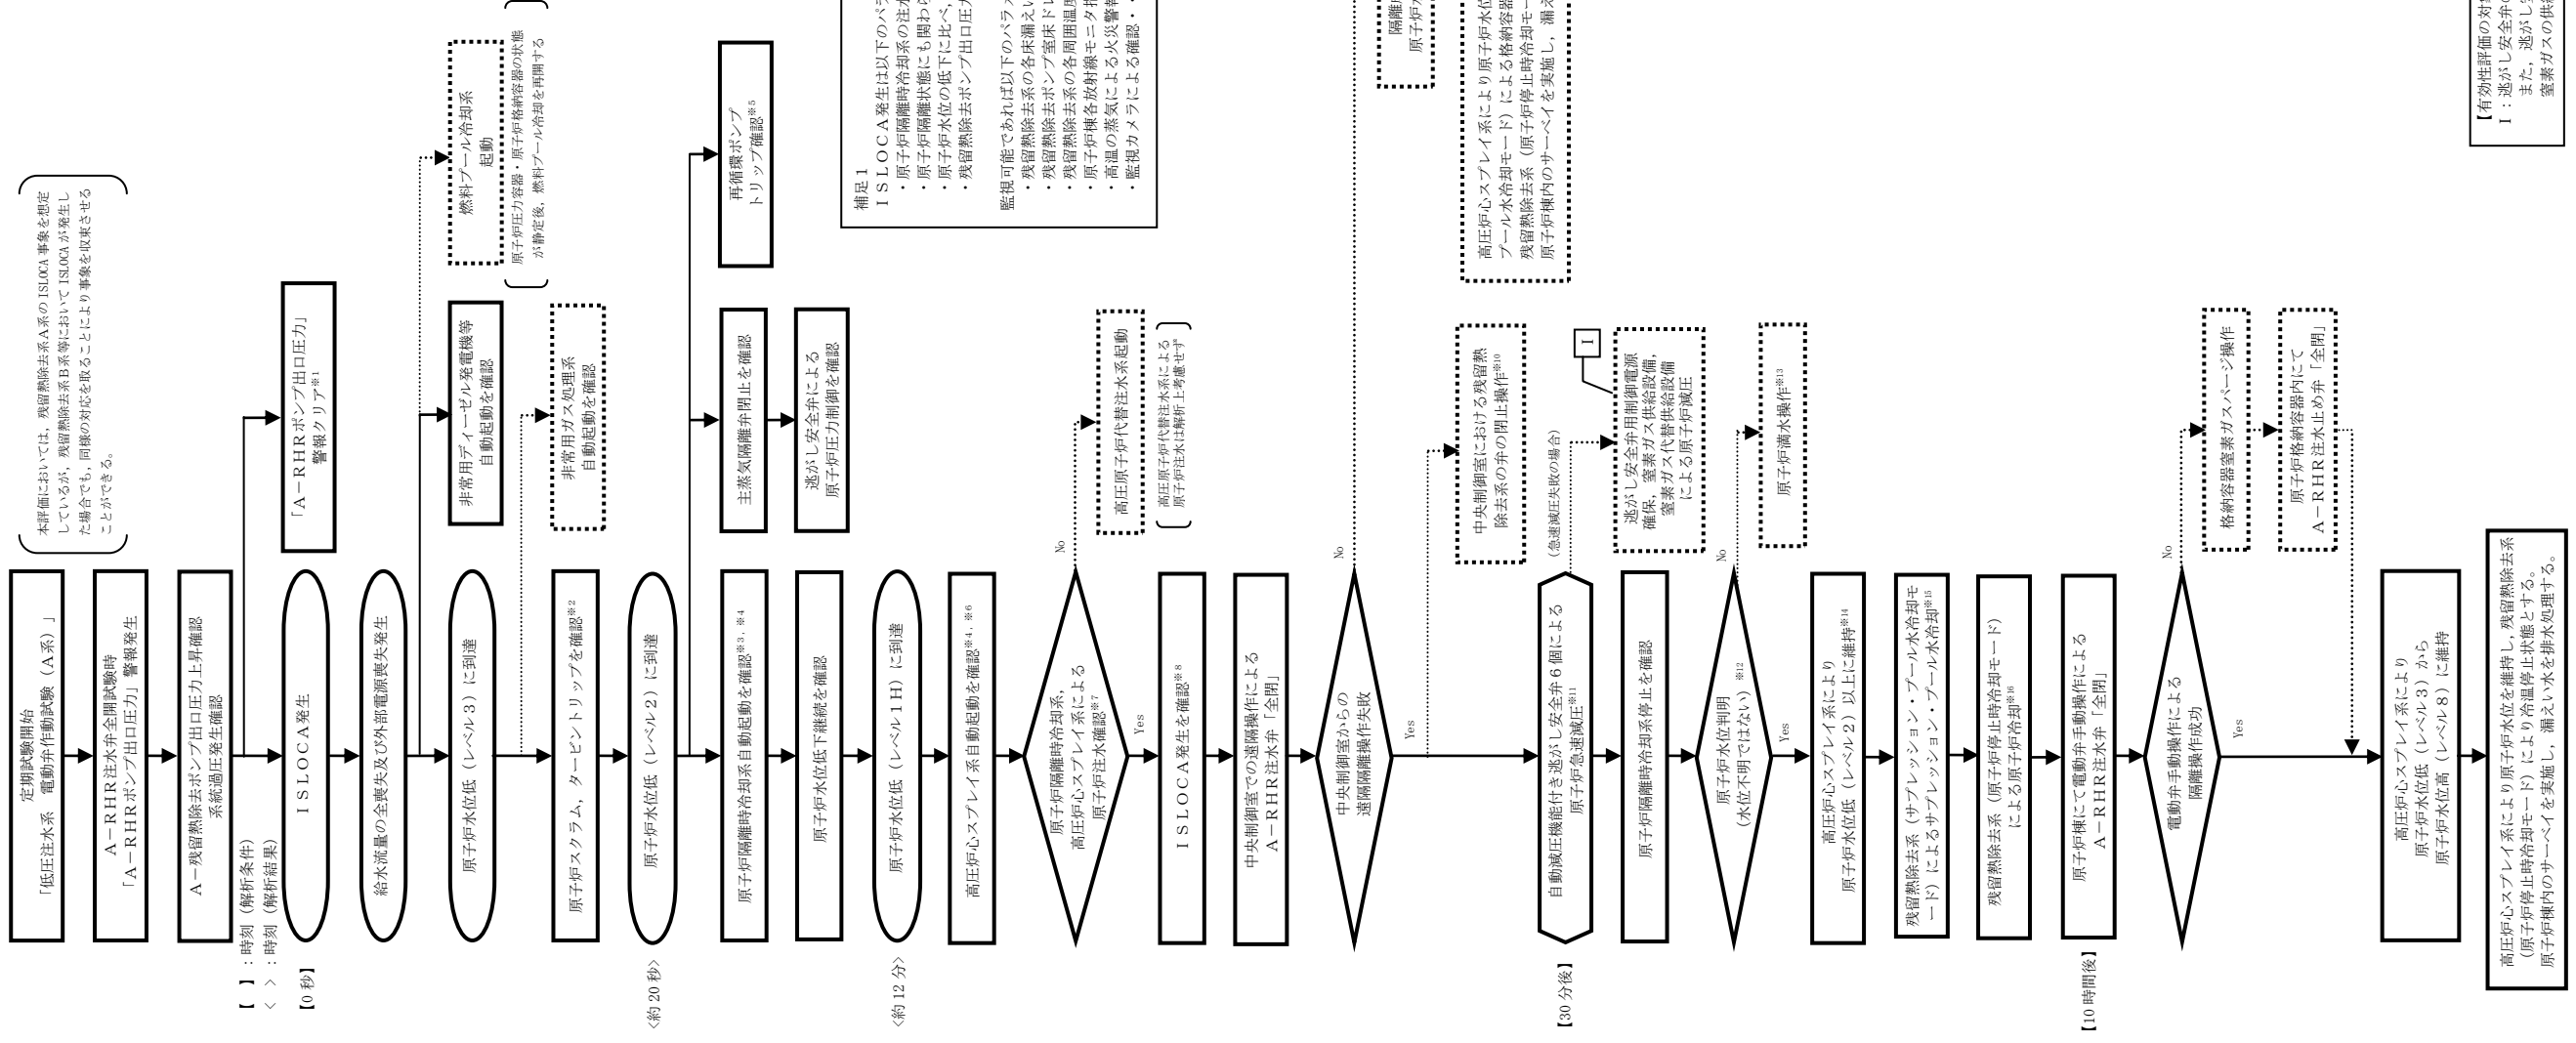 本評価においては，残留熱除去系A系のISLOCA事象を想定
しているが，残留熱除去系B系等においてISLOCAが発生し
た場合でも，同様の対応を取ることにより事象を収束させる
ことができる。
定期試験開始
「低圧注水系　電動弁作動試験（A系）」
A－RHR注水弁全開試験時
「A－RHRポンプ出口圧力」警報発生
A－残留熱除去ポンプ出口圧力上昇確認
系統過圧発生確認
【　】：時刻（解析条件）
＜　＞：時刻（解析結果）
「A－RHRポンプ出口圧力」
警報クリア※1
【0秒】
ISLOCA発生
給水流量の全喪失及び外部電源喪失発生
非常用ディーゼル発電機等
自動起動を確認
燃料プール冷却系
起動
原子炉圧力容器・原子炉格納容器の状態
が静定後，燃料プール冷却を再開する
原子炉水位低（レベル3）に到達
非常用ガス処理系
自動起動を確認
原子炉スクラム，タービントリップを確認※2
＜約20秒＞
原子炉水位低（レベル2）に到達
再循環ポンプ
トリップ確認※5
主蒸気隔離弁閉止を確認
逃がし安全弁による
原子炉圧力制御を確認
原子炉隔離時冷却系自動起動を確認※3，※4
原子炉水位低下継続を確認
＜約12分＞
原子炉水位低（レベル1H）に到達
高圧炉心スプレイ系自動起動を確認※4，※6
補足1
ISLOCA発生は以下のパラ
・原子炉隔離時冷却系の注水
・原子炉隔離状態にも関わら
・原子炉水位の低下に比べ，
・残留熱除去ポンプ出口圧力
監視可能であれば以下のパラメ
・残留熱除去系の各床漏えい
・残留熱除去ポンプ室床ドレ
・残留熱除去系の各周囲温度
・原子炉棟各放射線モニタ指
・高温の蒸気による火災警報
・監視カメラによる確認・・
原子炉隔離時冷却系，
高圧炉心スプレイ系による
原子炉注水確認※7
No
Yes
高圧原子炉代替注水系起動
高圧原子炉代替注水系による
原子炉注水は解析上考慮せず
ISLOCA発生を確認※8
中央制御室での遠隔操作による
A－RHR注水弁「全閉」
中央制御室からの
遠隔隔離操作失敗
No
Yes
隔離成
原子炉水
中央制御室における残留熱
除去系の弁の閉止操作※10
高圧炉心スプレイ系により原子炉水位
プール水冷却モード）による格納容器
残留熱除去系（原子炉停止時冷却モー
原子炉棟内のサーベイを実施し，漏え
【30分後】
自動減圧機能付き逃がし安全弁6個による
原子炉急速減圧※11
（急速減圧失敗の場合）
I
逃がし安全弁用制御電源
確保，窒素ガス供給設備，
窒素ガス代替供給設備
による原子炉減圧
原子炉隔離時冷却系停止を確認
原子炉水位判明
（水位不明ではない）※12
No
Yes
原子炉満水操作※13
高圧炉心スプレイ系により
原子炉水位低（レベル2）以上に維持※14
残留熱除去系（サプレッション・プール水冷却モ
ード）によるサプレッション・プール水冷却※15
残留熱除去系（原子炉停止時冷却モード）
による原子炉冷却※16
【10時間後】
原子炉棟にて電動弁手動操作による
A－RHR注水弁「全閉」
電動弁手動操作による
隔離操作成功
No
Yes
格納容器窒素ガスパージ操作
原子炉格納容器内にて
A－RHR注水止め弁「全閉」
高圧炉心スプレイ系により
原子炉水位低（レベル3）から
原子炉水位高（レベル8）に維持
高圧炉心スプレイ系により原子炉水位を維持し，残留熱除去系
（原子炉停止時冷却モード）により冷温停止状態とする。
原子炉棟内のサーベイを実施し，漏えい水を排水処理する。
【有効性評価の対象
I：逃がし安全弁の
また，逃がし安
窒素ガスの供給